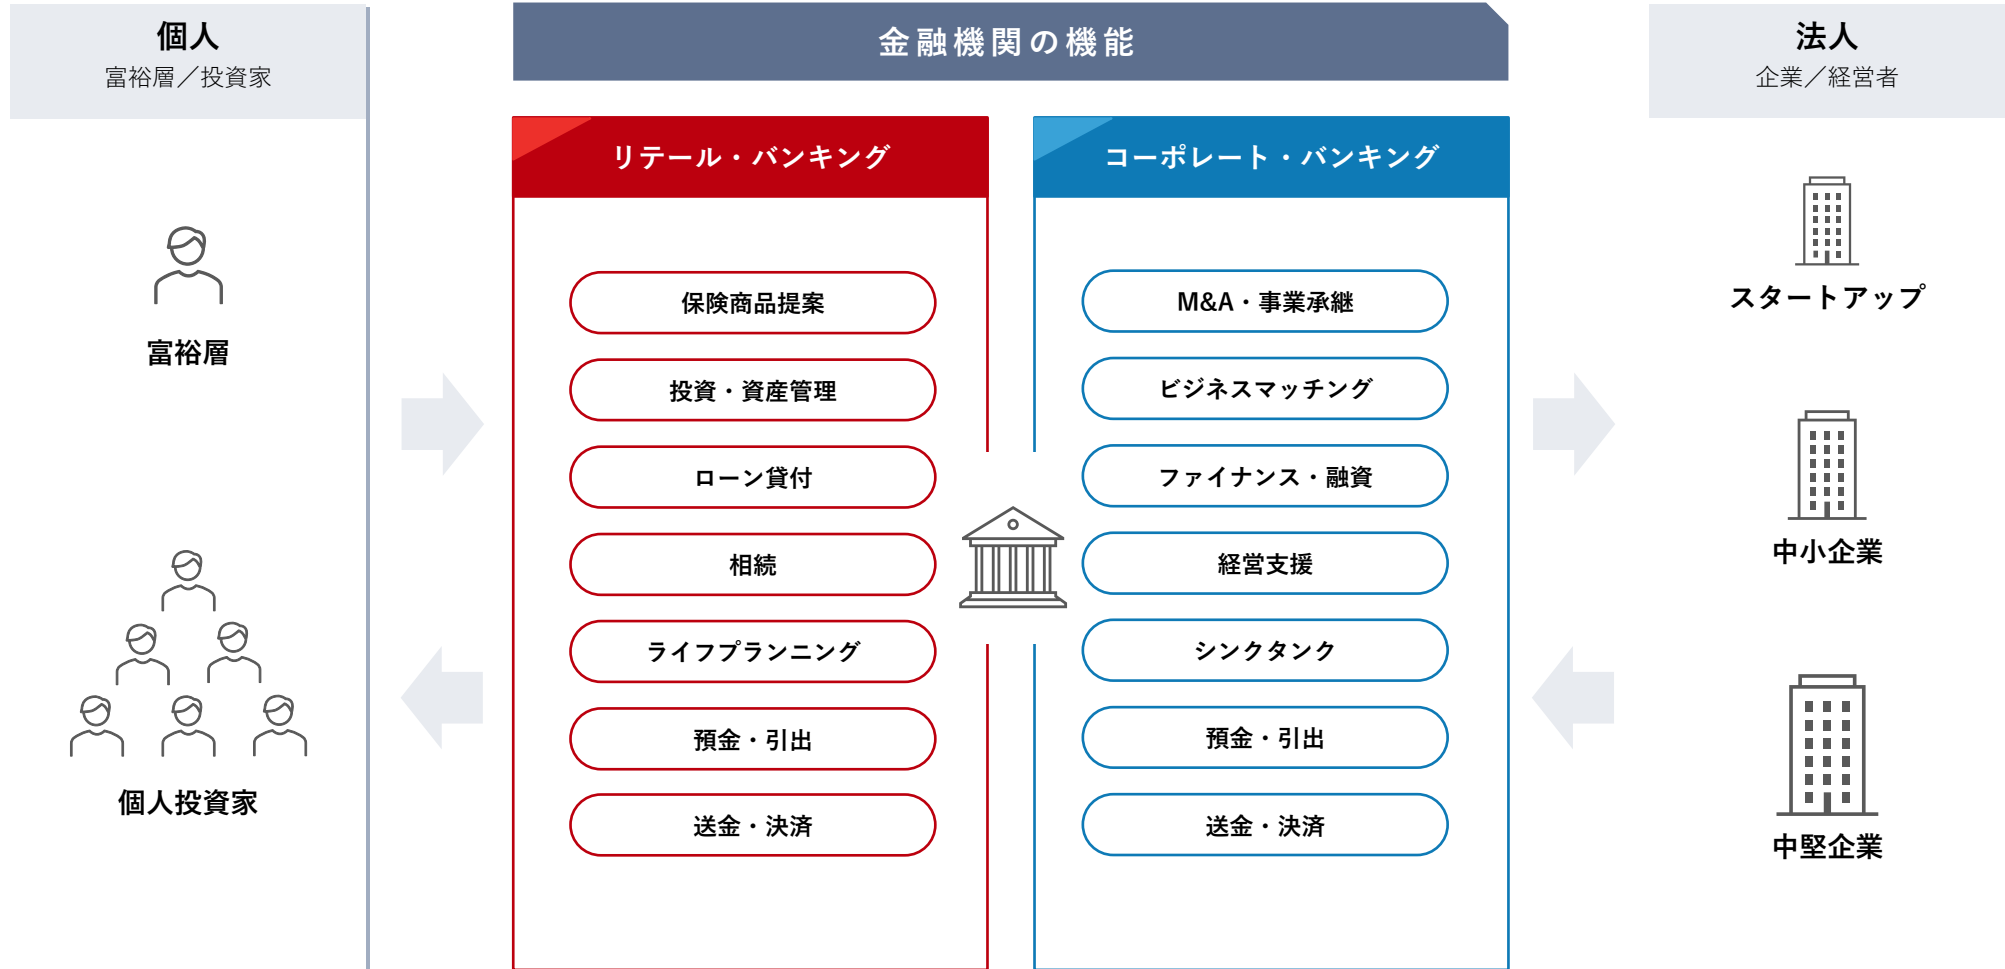 個人
富裕層／投資家
富裕層
個人投資家
金融機関の機能
リテール・バンキング
保険商品提案
投資・資産管理
ローン貸付
相続
ライフプランニング
預金・引出
送金・決済
コーポレート・バンキング
M&A・事業承継
ビジネスマッチング
ファイナンス・融資
経営支援
シンクタンク
預金・引出
送金・決済
法人
企業／経営者
スタートアップ
中小企業
中堅企業